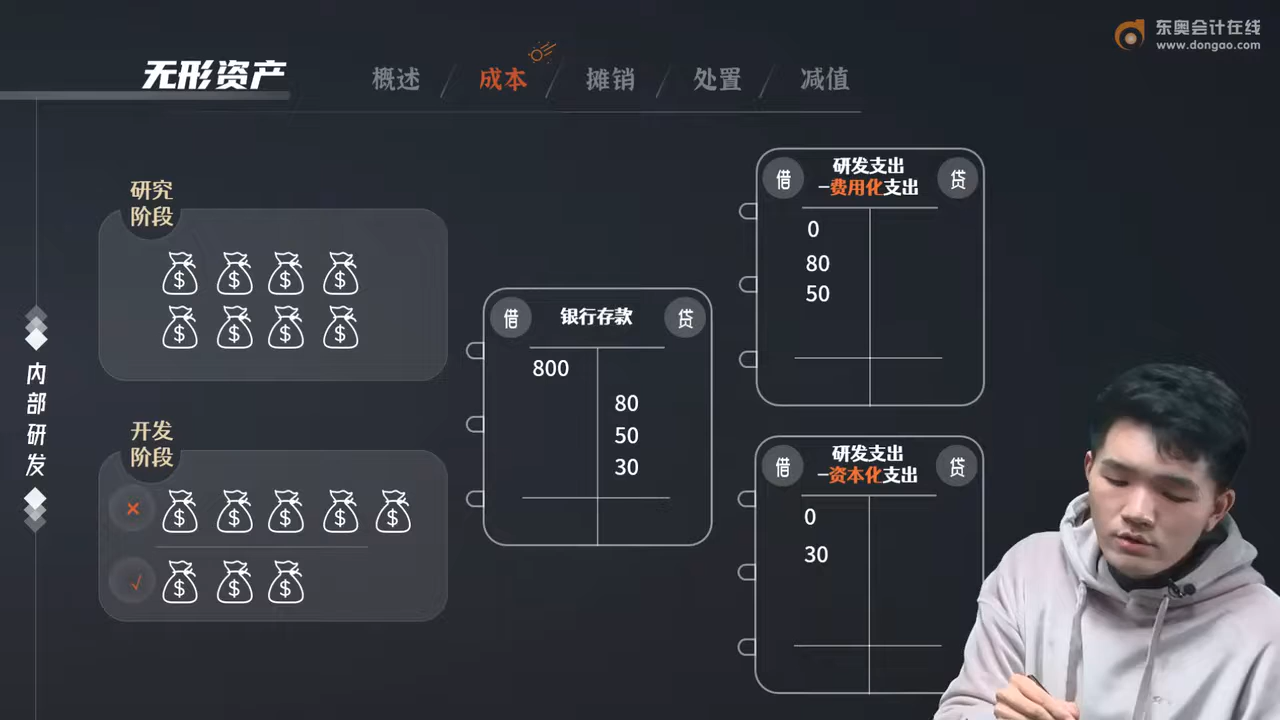 东奥会计在线
www.dongao.com
无形资产
概述 / 成本 / 摊销 / 处置 / 减值
内部研发
研究
阶段
开发
阶段
借 银行存款 贷
800
80
50
30
借 研发支出 贷
-费用化支出
0
80
50
借 研发支出 贷
-资本化支出
0
30